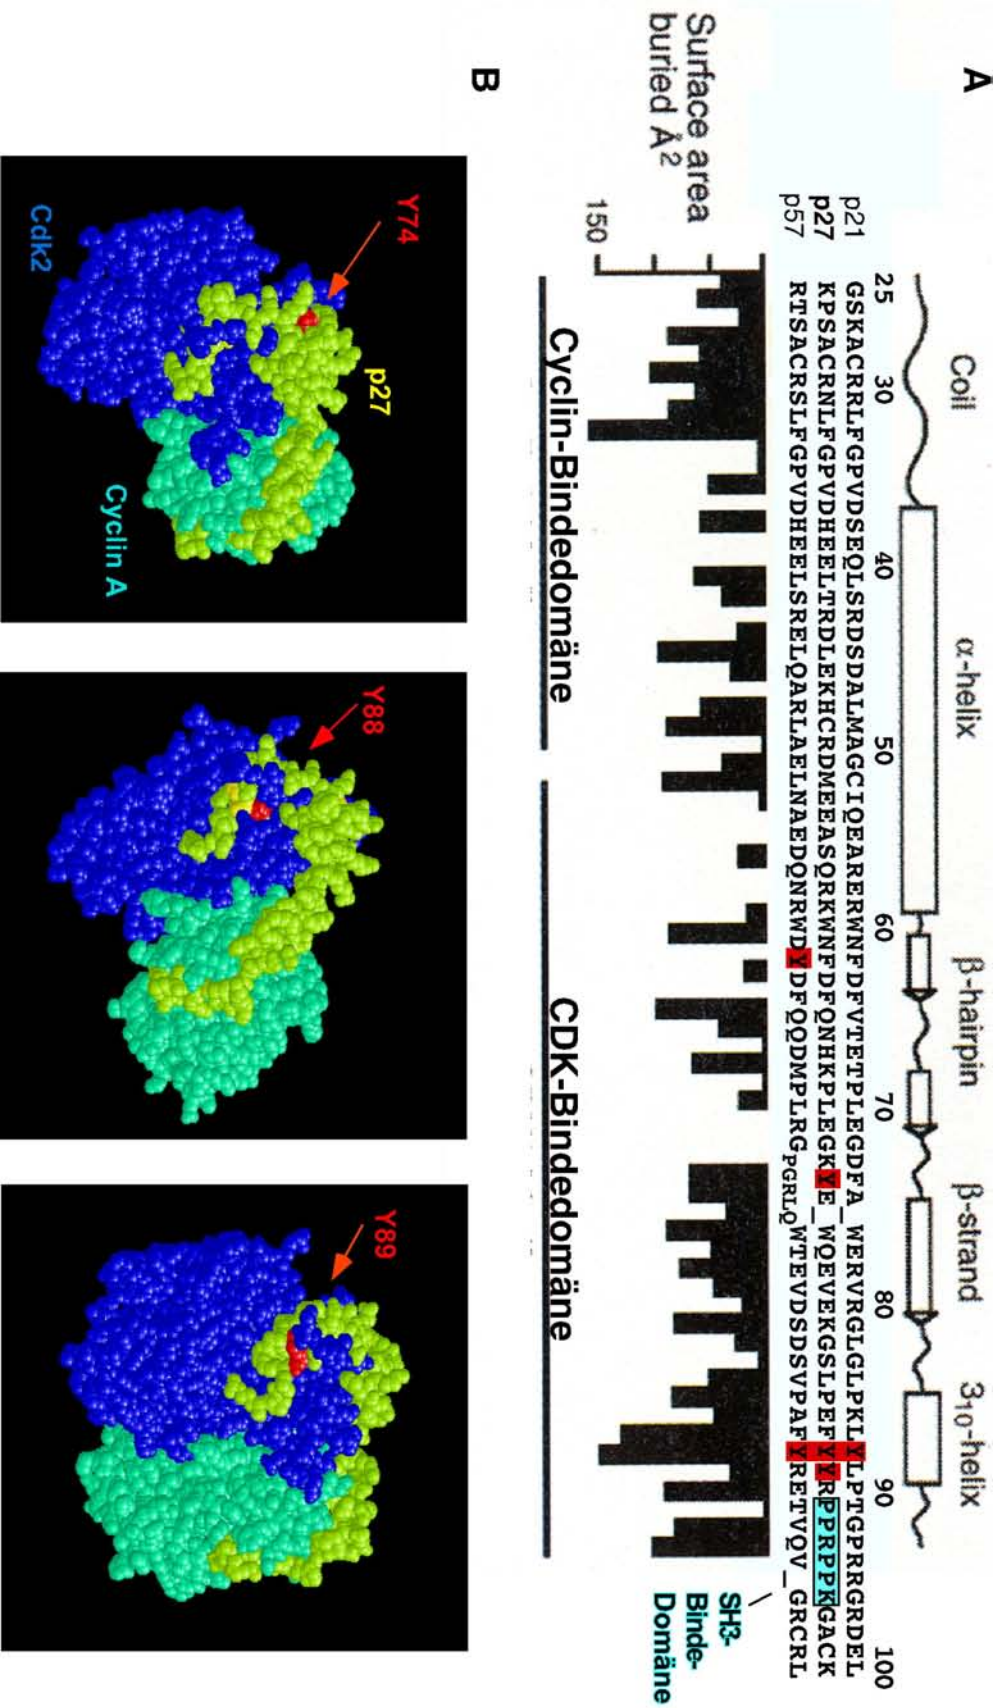 A
Coil
α-helix
β-hairpin
β-strand
3₁₀-helix
25 30 40 50 60 70 80 90 100
p21 GSKACRRLFGPVDSEQLSRDSDALMAGCIQEARERWNFDFVTETPLEGDFA_WERVRGLGLPKLYLPTGPRRGRDEL
p27 KPSACRNLFGPVDHEELTRDLEKHCRDMEEASQRKWNFDFQNHKPLEGKYE_WQEVEKGSLPEFYYRPPRPPKGACK
p57 RTSACRSLFGPVDHEELSRELQARLAELNAEDQNRWDYDFQQDMPLRGPGRLQWTEVDSDSVPAFYRETVQV_GRCRL
Surface area
buried Å²
150
SH3-
Binde-
Domäne
Cyclin-Bindedomäne
CDK-Bindedomäne
B
Y74
p27
Cdk2
Cyclin A
Y88
Y89